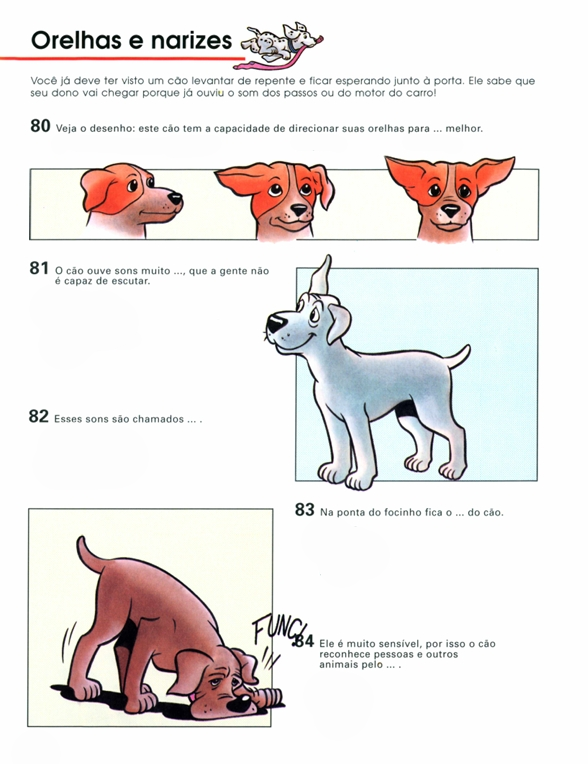 Orelhas e narizes
Você já deve ter visto um cão levantar de repente e ficar esperando junto à porta. Ele sabe que
seu dono vai chegar porque já ouviu o som dos passos ou do motor do carro!
80 Veja o desenho: este cão tem a capacidade de direcionar suas orelhas para ... melhor.
81 O cão ouve sons muito ..., que a gente não
é capaz de escutar.
82 Esses sons são chamados ... .
83 Na ponta do focinho fica o ... do cão.
FUNG!
84 Ele é muito sensível, por isso o cão
reconhece pessoas e outros
animais pelo ... .